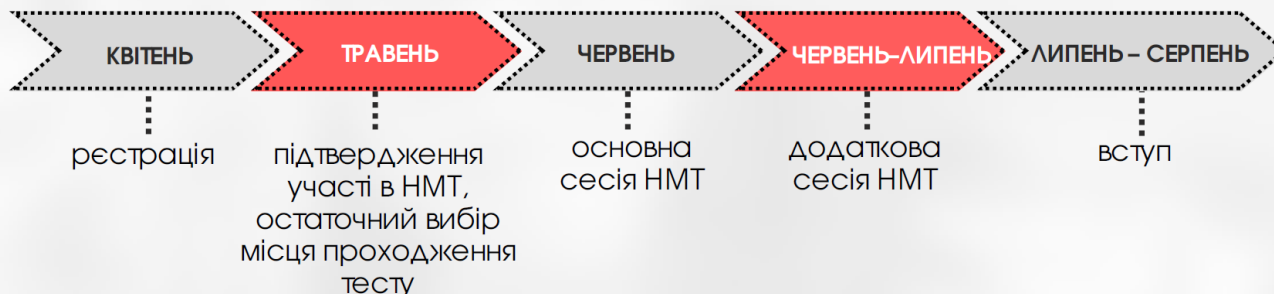 КВІТЕНЬ
ТРАВЕНЬ
ЧЕРВЕНЬ
ЧЕРВЕНЬ–ЛИПЕНЬ
ЛИПЕНЬ – СЕРПЕНЬ
рєстрація
підтвердження
участі в НМТ,
остаточний вибір
місця проходження
тесту
основна
сесія НМТ
додаткова
сесія НМТ
вступ